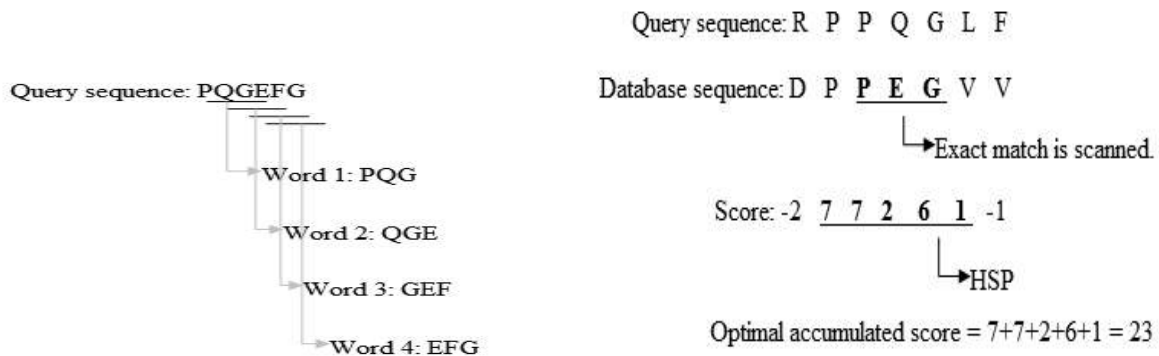 Query sequence: PQGEFG
Word 1: PQG
Word 2: QGE
Word 3: GEF
Word 4: EFG
Query sequence: R P P Q G L F
Database sequence: D P P E G V V
Exact match is scanned.
Score: -2 7 7 2 6 1 -1
HSP
Optimal accumulated score = 7+7+2+6+1 = 23